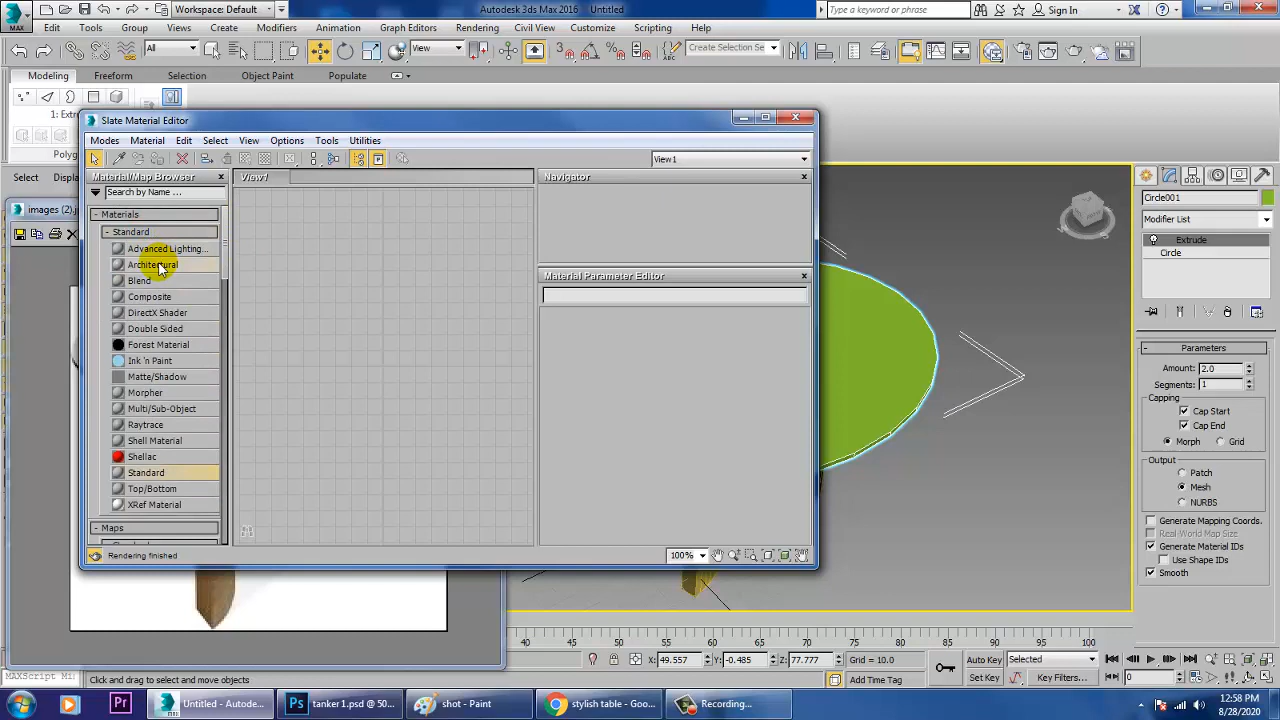 Workspace: Default
Autodesk 3ds Max 2016
Untitled
Type a keyword or phrase
Sign In
MAX
Edit
Tools
Group
Views
Create
Modifiers
Animation
Graph Editors
Rendering
Civil View
Customize
Scripting
Help
All
View
Create Selection Se
Modeling
Freeform
Selection
Object Paint
Populate
1: Extr
Polyg
Select
Displa
images (2).j
Slate Material Editor
Modes
Material
Edit
Select
View
Options
Tools
Utilities
View1
Material/Map Browser
View1
Navigator
Search by Name ...
- Materials
- Standard
Advanced Lighting...
Architectural
Blend
Composite
DirectX Shader
Double Sided
Forest Material
Ink 'n Paint
Matte/Shadow
Morpher
Multi/Sub-Object
Raytrace
Shell Material
Shellac
Standard
Top/Bottom
XRef Material
- Maps
Material Parameter Editor
Rendering finished
100%
Circle001
Modifier List
Extrude
Circle
- Parameters
Amount: 2.0
Segments: 1
Capping
Cap Start
Cap End
Morph
Grid
Output
Patch
Mesh
NURBS
Generate Mapping Coords.
Real-World Map Size
Generate Material IDs
Use Shape IDs
Smooth
40 45 50 55 60 65 70 75 80 85 90 95 100
X: 49.557
Y: -0.485
Z: 77.777
Grid = 10.0
Auto Key
Selected
MAXScript Mi
Click and drag to select and move objects
Add Time Tag
Set Key
Key Filters...
0
Untitled - Autode...
tanker1.psd @ 50...
shot - Paint
stylish table - Goo...
Recording...
12:58 PM
8/28/2020